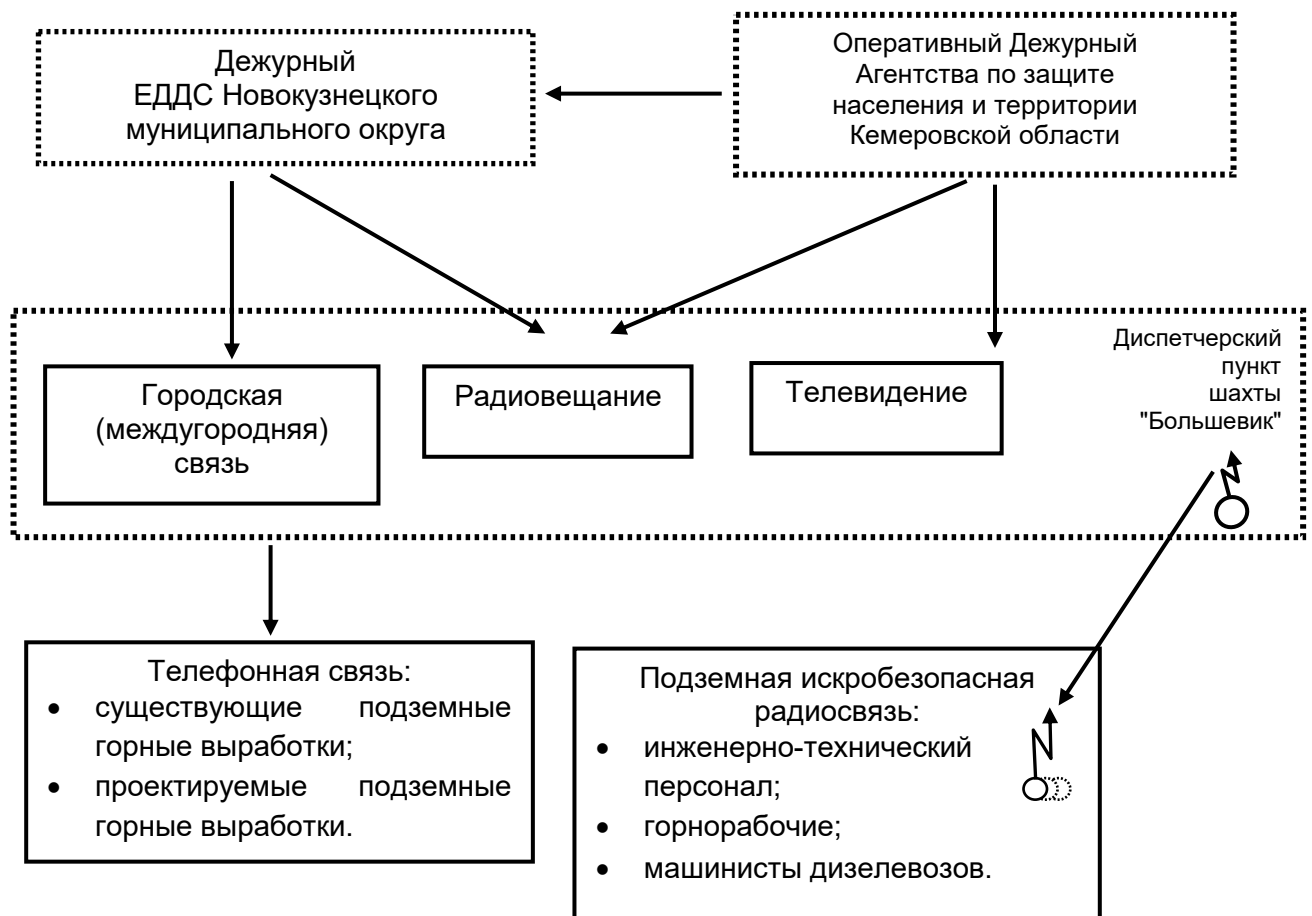 Дежурный
ЕДДС Новокузнецкого
муниципального округа
Оперативный Дежурный
Агентства по защите
населения и территории
Кемеровской области
Городская
(междугородняя)
связь
Радиовещание
Телевидение
Диспетчерский
пункт
шахты
"Большевик"
Телефонная связь:
• существующие подземные
горные выработки;
• проектируемые подземные
горные выработки.
Подземная искробезопасная
радиосвязь:
• инженерно-технический
персонал;
• горнорабочие;
• машинисты дизелевозов.